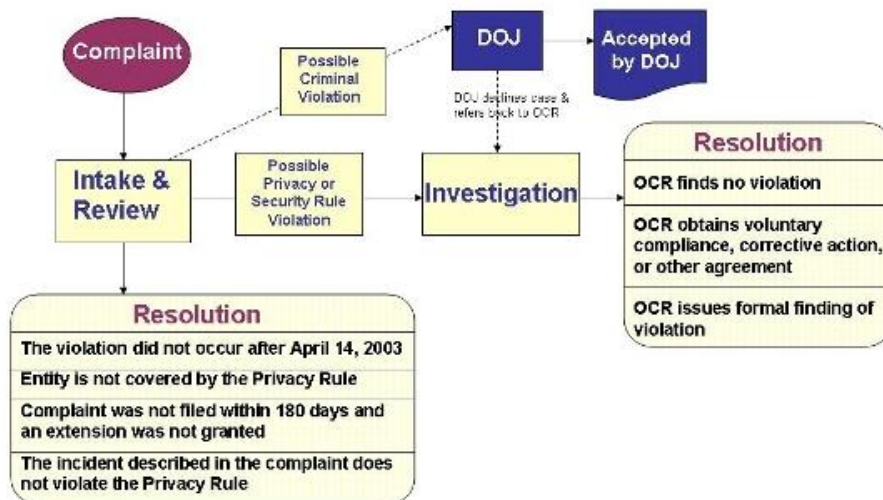 Complaint
Possible
Criminal
Violation
DOJ
Accepted
by DOJ
DOJ declines case &
refers back to OCR
Intake &
Review
Possible
Privacy or
Security Rule
Violation
Investigation
Resolution
OCR finds no violation
OCR obtains voluntary
compliance, corrective action,
or other agreement
OCR issues formal finding of
violation
Resolution
The violation did not occur after April 14, 2003
Entity is not covered by the Privacy Rule
Complaint was not filed within 180 days and
an extension was not granted
The incident described in the complaint does
not violate the Privacy Rule